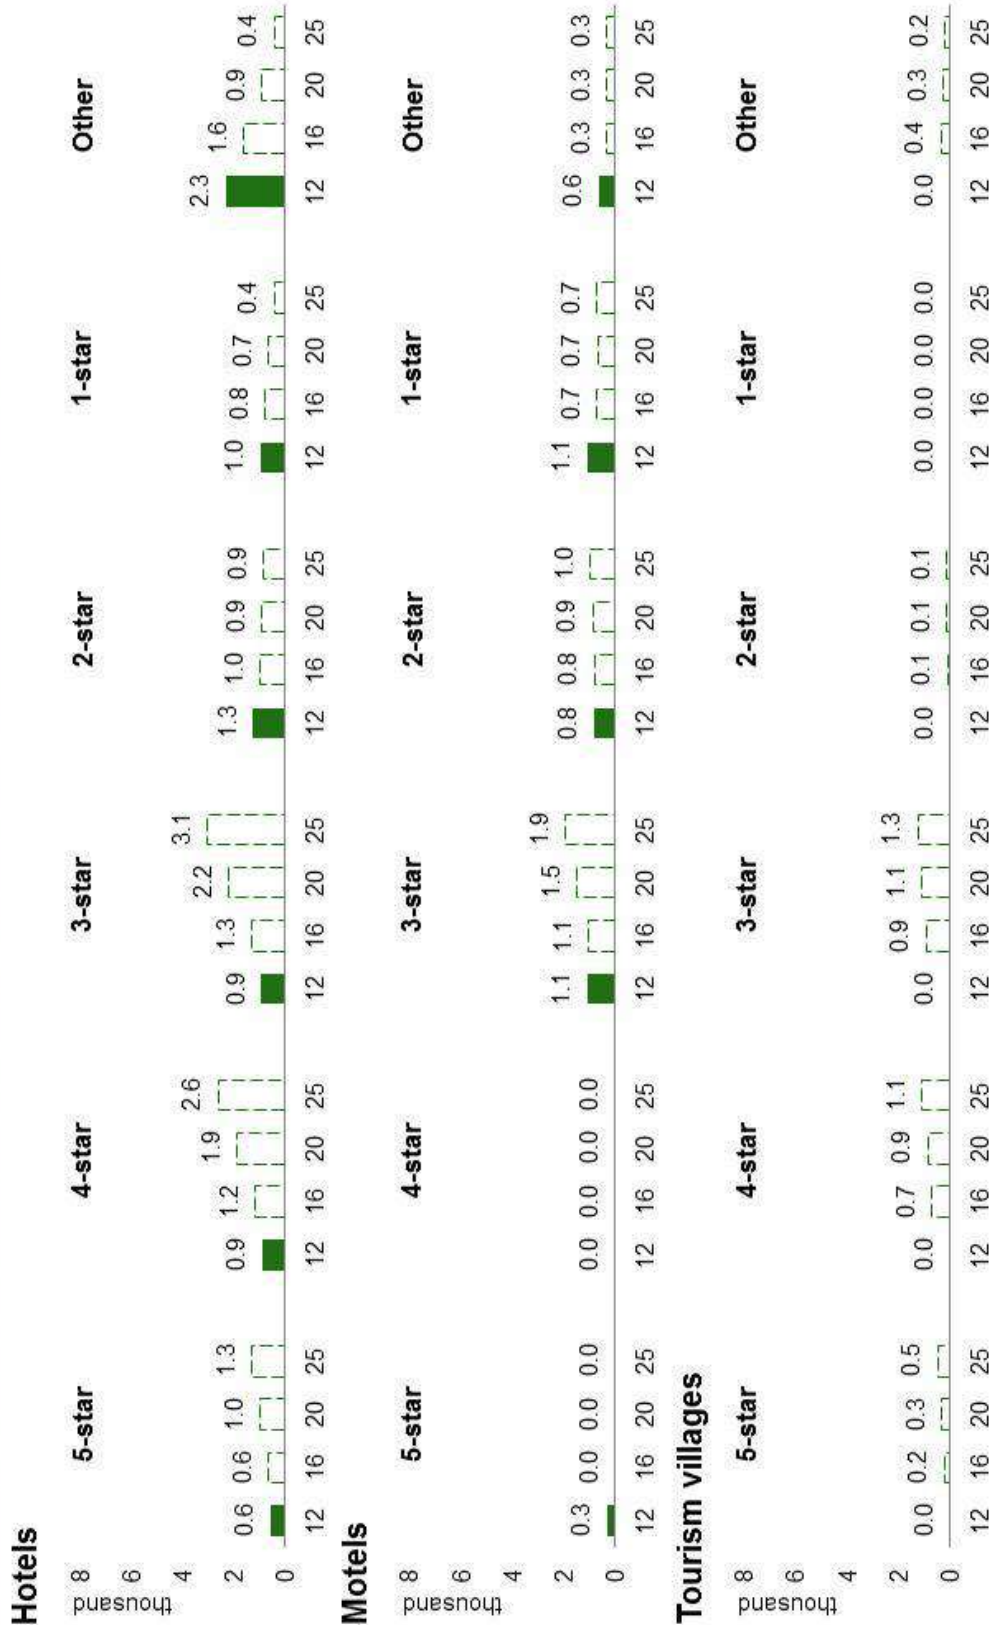 Hotels
thousand
8
6
4
2
0
5-star
4-star
3-star
2-star
1-star
Other
0.6 0.6 1.0 1.3
0.9 1.2 1.9 2.6
0.9 1.3 2.2 3.1
1.3 1.0 0.9 0.9
1.0 0.8 0.7 0.4
2.3 1.6 0.9 0.4
12 16 20 25 12 16 20 25 12 16 20 25 12 16 20 25 12 16 20 25 12 16 20 25
Motels
thousand
8
6
4
2
0
5-star
4-star
3-star
2-star
1-star
Other
0.3 0.0 0.0 0.0
0.0 0.0 0.0 0.0
1.1 1.1 1.5 1.9
0.8 0.8 0.9 1.0
1.1 0.7 0.7 0.7
0.6 0.3 0.3 0.3
12 16 20 25 12 16 20 25 12 16 20 25 12 16 20 25 12 16 20 25 12 16 20 25
Tourism villages
thousand
8
6
4
2
0
5-star
4-star
3-star
2-star
1-star
Other
0.0 0.2 0.3 0.5
0.0 0.7 0.9 1.1
0.0 0.9 1.1 1.3
0.0 0.1 0.1 0.1
0.0 0.0 0.0 0.0
0.0 0.4 0.3 0.2
12 16 20 25 12 16 20 25 12 16 20 25 12 16 20 25 12 16 20 25 12 16 20 25